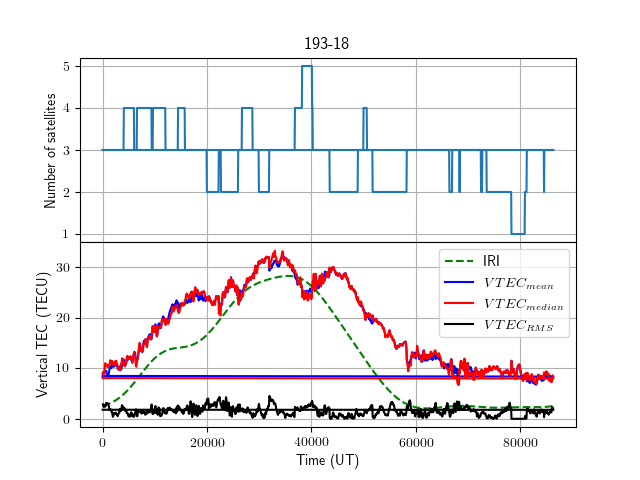 193-18
Number of satellites
5
4
3
2
1
Vertical TEC (TECU)
30
20
10
0
IRI
VTEC_mean
VTEC_median
VTEC_RMS
0 20000 40000 60000 80000
Time (UT)